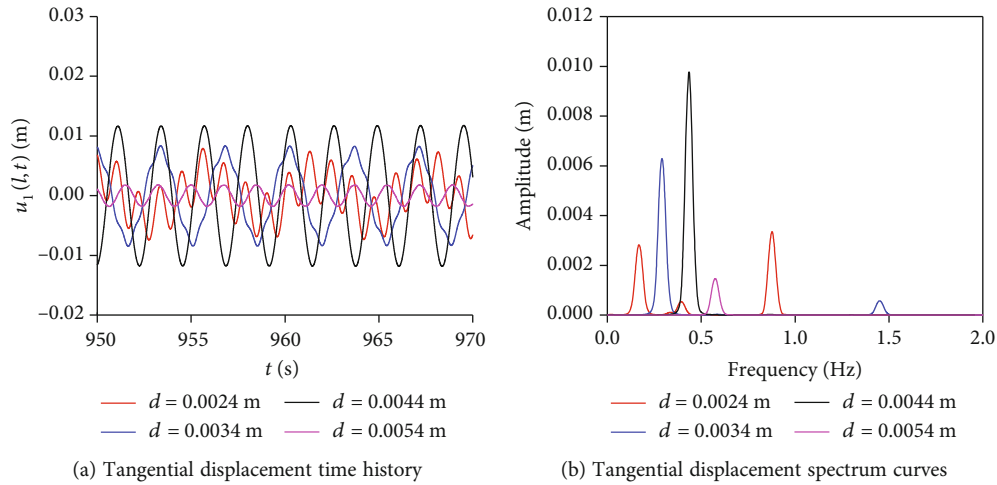 0.03
0.02
0.01
0.00
−0.01
−0.02
u₁(l, t) (m)
950
955
960
965
970
t (s)
d = 0.0024 m
d = 0.0044 m
d = 0.0034 m
d = 0.0054 m
(a) Tangential displacement time history
0.012
0.010
0.008
0.006
0.004
0.002
0.000
Amplitude (m)
0.0
0.5
1.0
1.5
2.0
Frequency (Hz)
d = 0.0024 m
d = 0.0044 m
d = 0.0034 m
d = 0.0054 m
(b) Tangential displacement spectrum curves